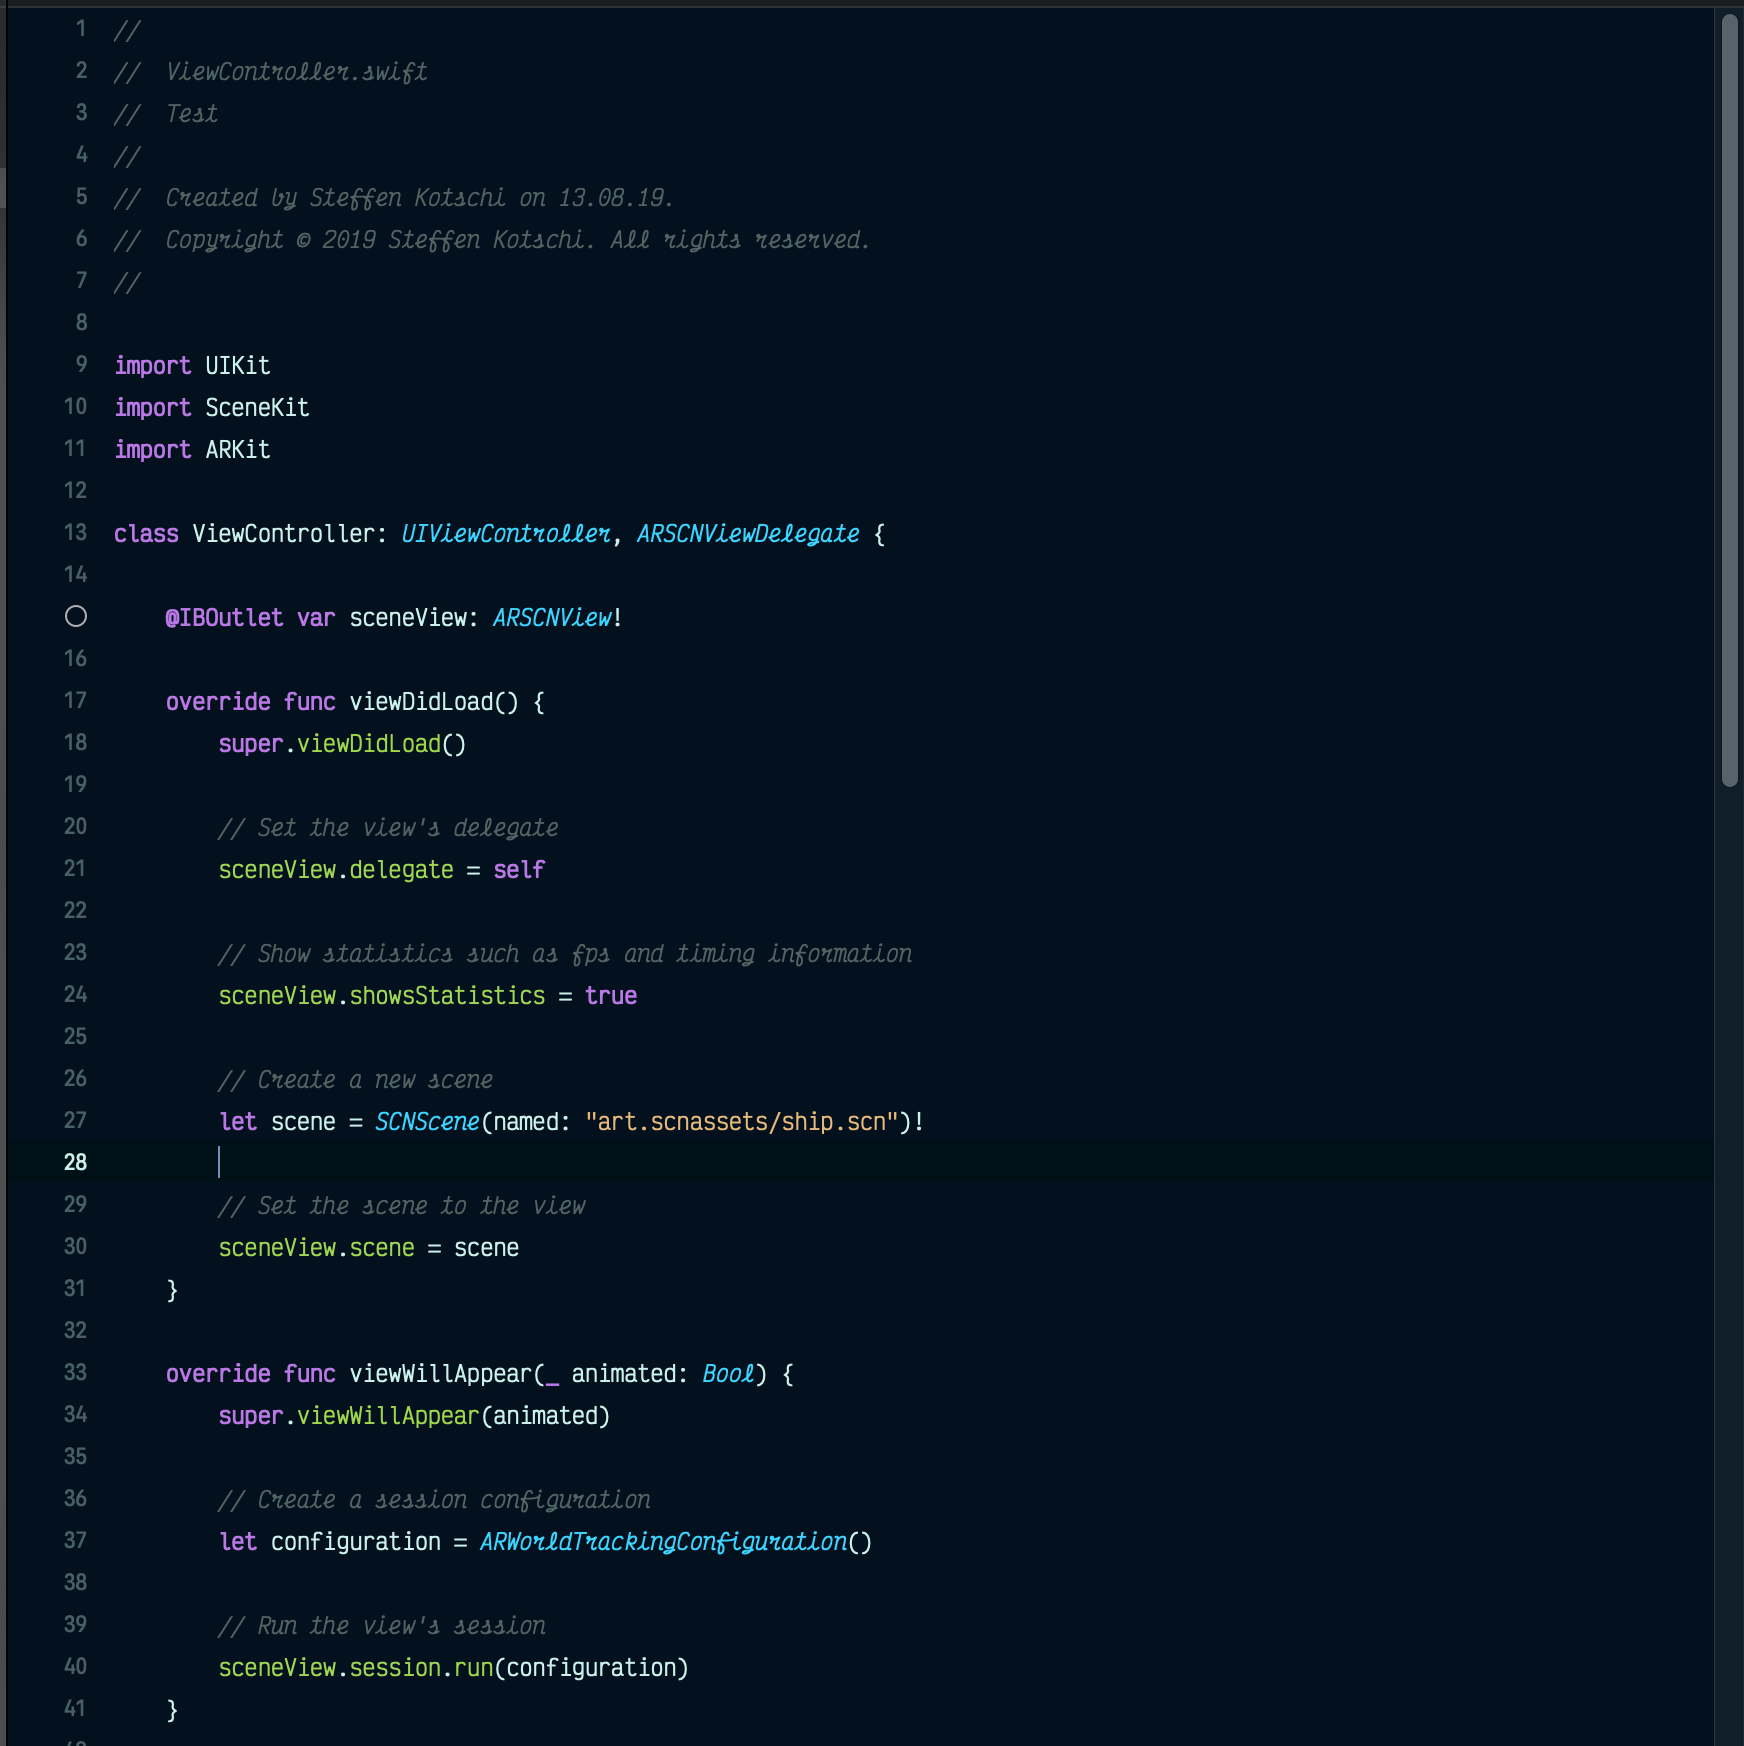 1 //
2 //  ViewController.swift
3 //  Test
4 //
5 //  Created by Steffen Kotschi on 13.08.19.
6 //  Copyright © 2019 Steffen Kotschi. All rights reserved.
7 //
8
9 import UIKit
10 import SceneKit
11 import ARKit
12
13 class ViewController: UIViewController, ARSCNViewDelegate {
14
    @IBOutlet var sceneView: ARSCNView!
16
17     override func viewDidLoad() {
18         super.viewDidLoad()
19
20         // Set the view's delegate
21         sceneView.delegate = self
22
23         // Show statistics such as fps and timing information
24         sceneView.showsStatistics = true
25
26         // Create a new scene
27         let scene = SCNScene(named: "art.scnassets/ship.scn")!
28
29         // Set the scene to the view
30         sceneView.scene = scene
31     }
32
33     override func viewWillAppear(_ animated: Bool) {
34         super.viewWillAppear(animated)
35
36         // Create a session configuration
37         let configuration = ARWorldTrackingConfiguration()
38
39         // Run the view's session
40         sceneView.session.run(configuration)
41     }